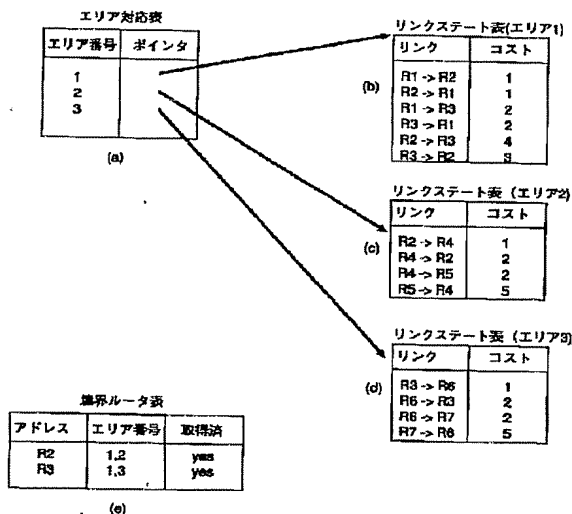 エリア対応表
エリア番号 ポインタ
1
2
3
(a)
リンクステート表(エリア1)
リンク コスト
(b)
R1 -> R2 1
R2 -> R1 1
R1 -> R3 2
R3 -> R1 2
R2 -> R3 4
R3 -> R2 3
リンクステート表 (エリア2)
リンク コスト
(c)
R2 -> R4 1
R4 -> R2 2
R4 -> R5 2
R5 -> R4 5
リンクステート表 (エリア3)
リンク コスト
(d)
R3 -> R6 1
R6 -> R3 2
R6 -> R7 2
R7 -> R6 5
境界ルータ表
アドレス エリア番号 取得済
R2 1,2 yes
R3 1,3 yes
(e)